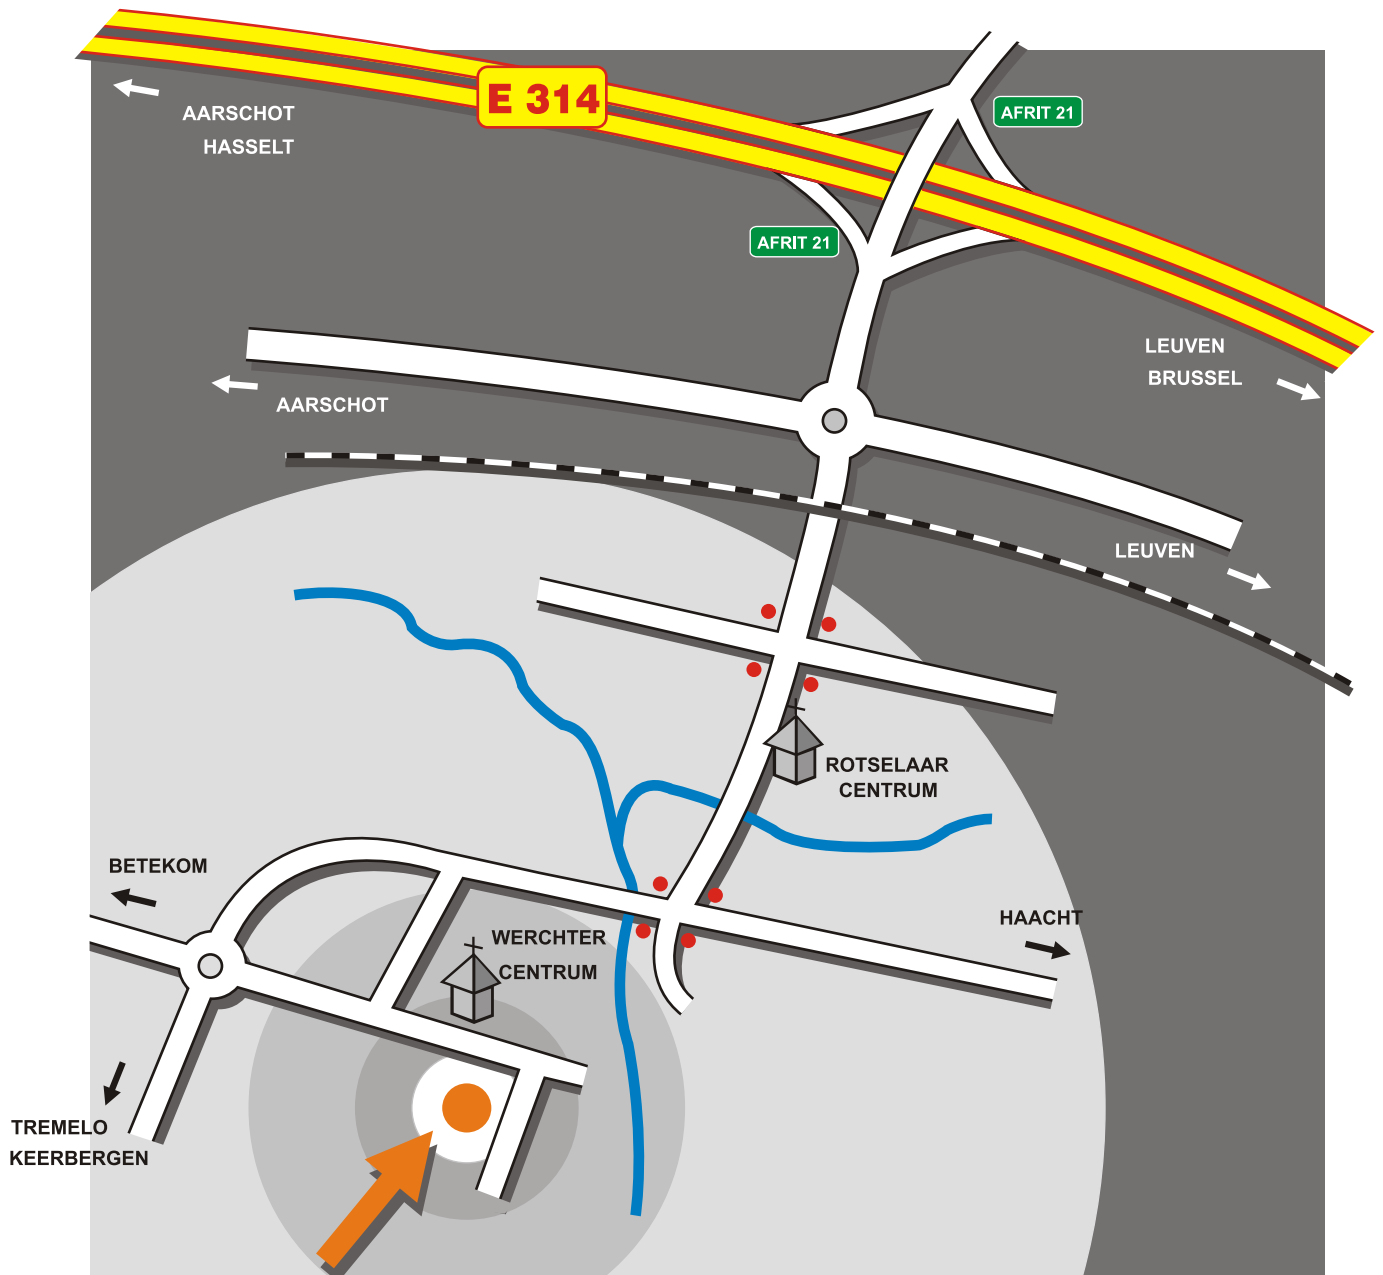 E 314
AFRIT 21
AARSCHOT
HASSELT
AFRIT 21
LEUVEN
BRUSSEL
AARSCHOT
LEUVEN
ROTSELAAR
CENTRUM
BETEKOM
HAACHT
WERCHTER
CENTRUM
TREMELO
KEERBERGEN